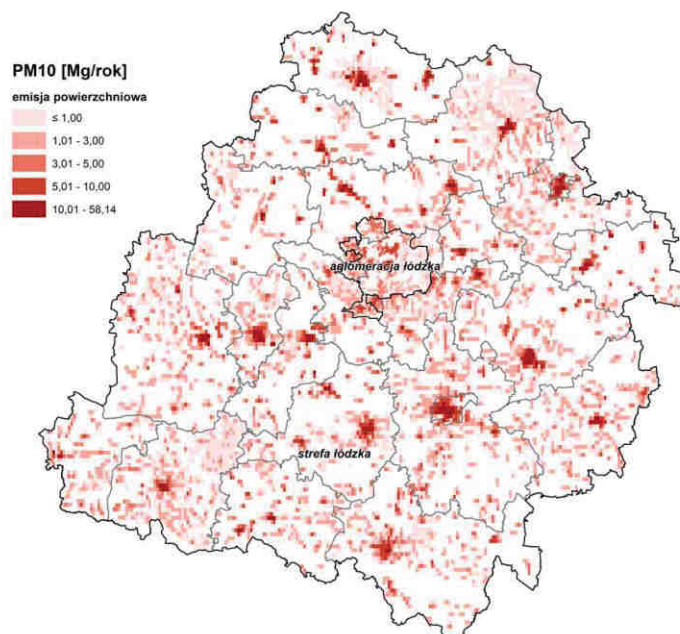 PM10 [Mg/rok]
emisja powierzchniowa
≤ 1,00
1,01 - 3,00
3,01 - 5,00
5,01 - 10,00
10,01 - 58,14
aglomeracja łódzka
strefa łódzka